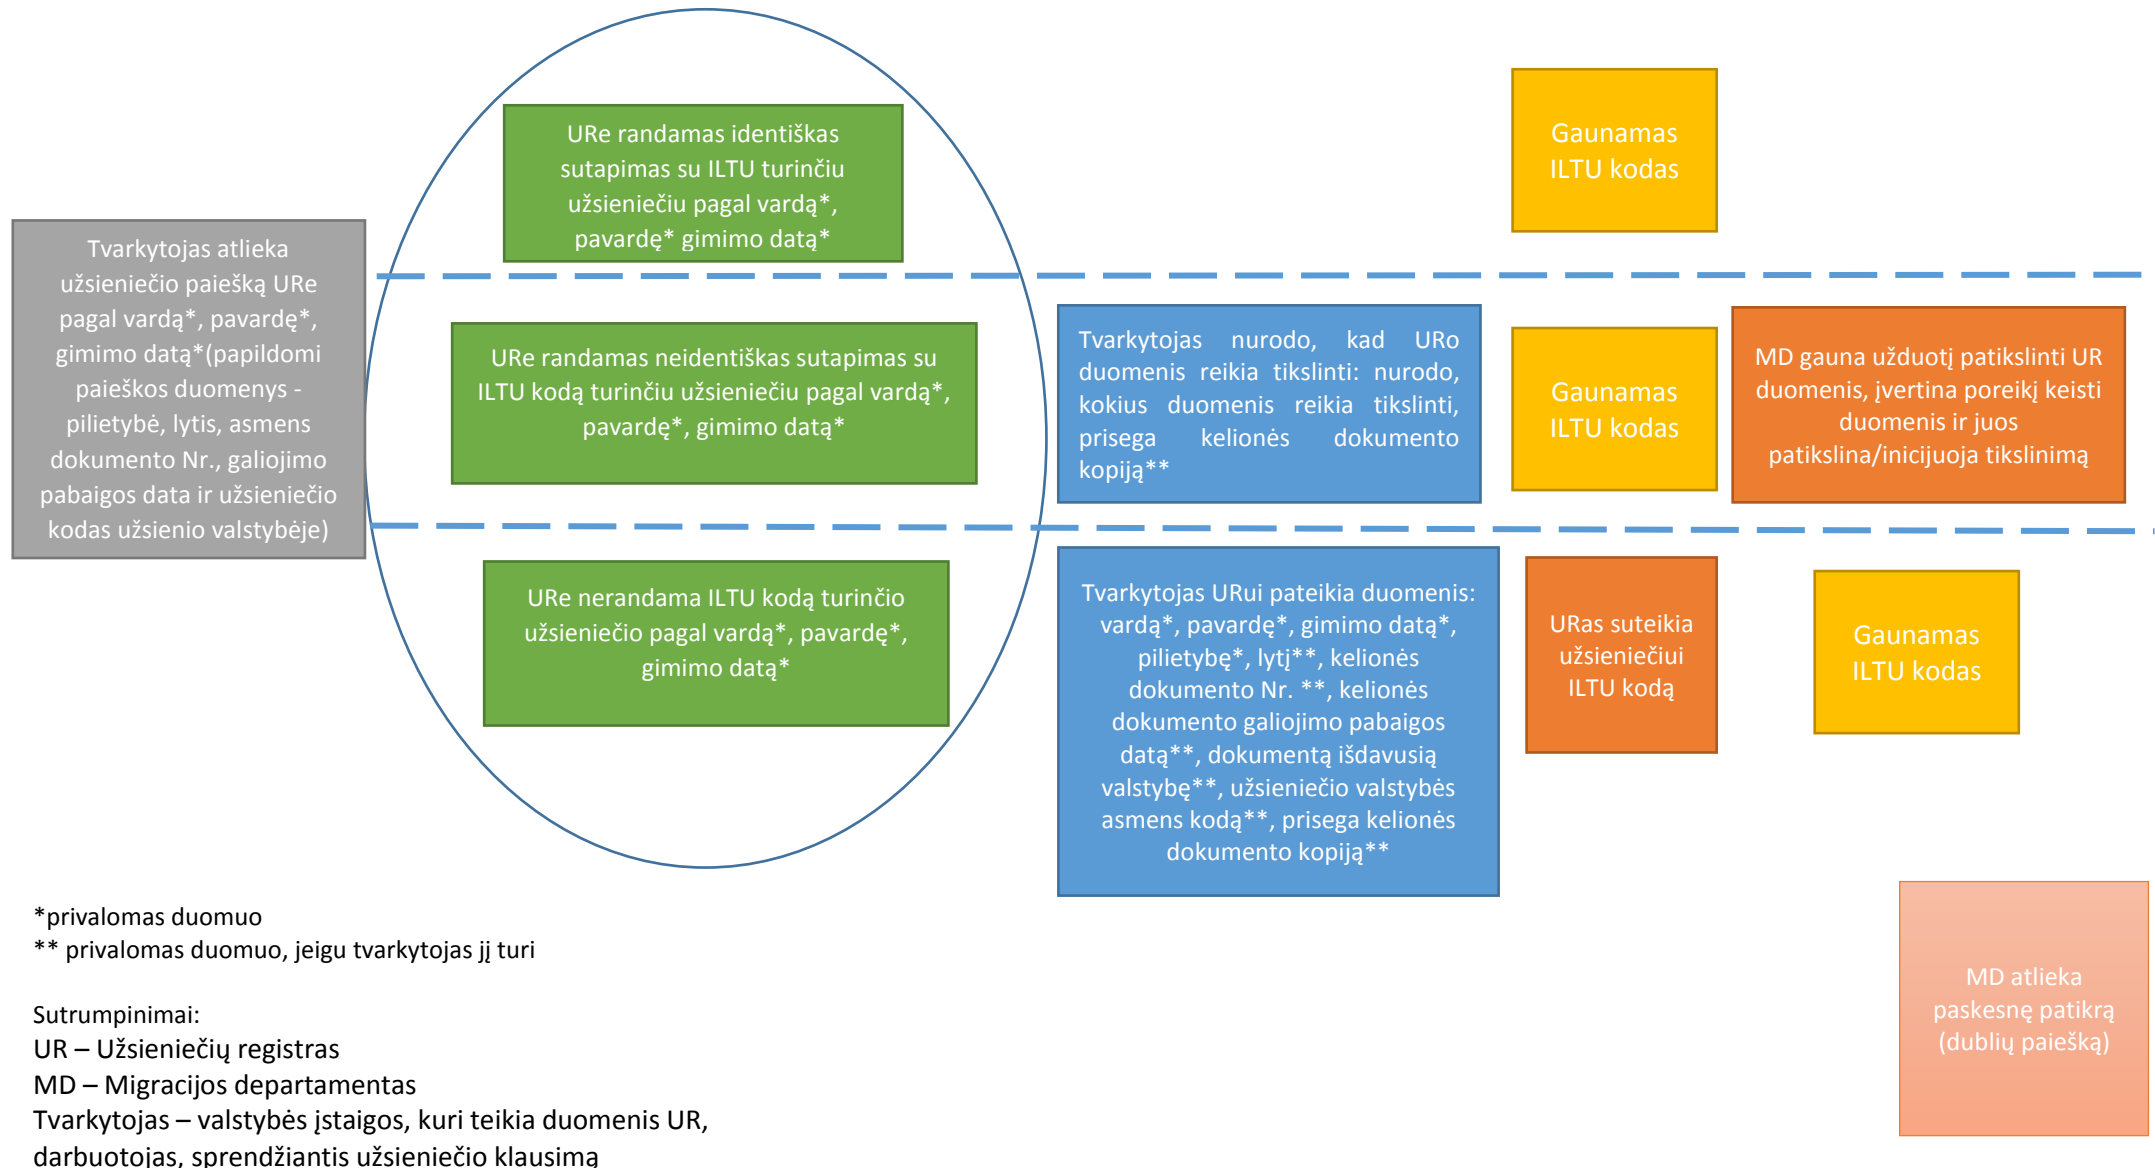 Tvarkytojas atlieka
užsieniečio paiešką URe
pagal vardą*, pavardę*,
gimimo datą*(papildomi
paieškos duomenys -
pilietybė, lytis, asmens
dokumento Nr., galiojimo
pabaigos data ir užsieniečio
kodas užsienio valstybėje)
URe randamas identiškas
sutapimas su ILTU turinčiu
užsieniečiu pagal vardą*,
pavardę* gimimo datą*
Gaunamas
ILTU kodas
URe randamas neidentiškas sutapimas su
ILTU kodą turinčiu užsieniečiu pagal vardą*,
pavardę*, gimimo datą*
Tvarkytojas nurodo, kad URo
duomenis reikia tikslinti: nurodo,
kokius duomenis reikia tikslinti,
prisega kelionės dokumento
kopiją**
Gaunamas
ILTU kodas
MD gauna užduotį patikslinti UR
duomenis, įvertina poreikį keisti
duomenis ir juos
patikslina/inicijuoja tikslinimą
URe nerandama ILTU kodą turinčio
užsieniečio pagal vardą*, pavardę*,
gimimo datą*
Tvarkytojas URui pateikia duomenis:
vardą*, pavardę*, gimimo datą*,
pilietybę*, lytį**, kelionės
dokumento Nr. **, kelionės
dokumento galiojimo pabaigos
datą**, dokumentą išdavusią
valstybę**, užsieniečio valstybės
asmens kodą**, prisega kelionės
dokumento kopiją**
URas suteikia
užsieniečiui
ILTU kodą
Gaunamas
ILTU kodas
MD atlieka
paskesnę patikrą
(dublių paiešką)
*privalomas duomuo
** privalomas duomuo, jeigu tvarkytojas jį turi
Sutrumpinimai:
UR – Užsieniečių registras
MD – Migracijos departamentas
Tvarkytojas – valstybės įstaigos, kuri teikia duomenis UR,
darbuotojas, sprendžiantis užsieniečio klausimą